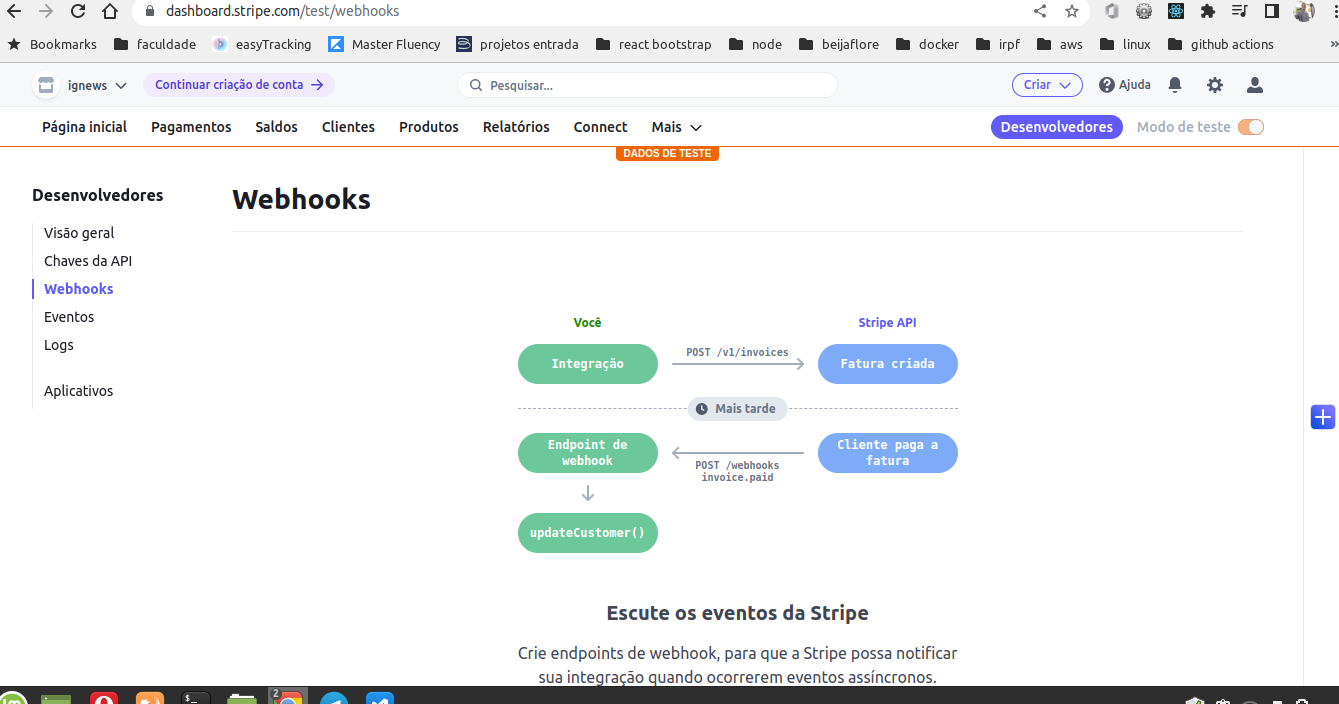 dashboard.stripe.com/test/webhooks
Bookmarks faculdade easyTracking Master Fluency projetos entrada react bootstrap node beijaflore docker irpf aws linux github actions »
ignews Continuar criação de conta → Pesquisar... Criar Ajuda
Página inicial Pagamentos Saldos Clientes Produtos Relatórios Connect Mais Desenvolvedores Modo de teste
DADOS DE TESTE
Desenvolvedores
Visão geral
Chaves da API
Webhooks
Eventos
Logs
Aplicativos
Webhooks
Você Stripe API
Integração POST /v1/invoices Fatura criada
Mais tarde
Endpoint de
webhook
POST /webhooks
invoice.paid
Cliente paga a
fatura
updateCustomer()
Escute os eventos da Stripe
Crie endpoints de webhook, para que a Stripe possa notificar
sua integração quando ocorrerem eventos assíncronos.
2